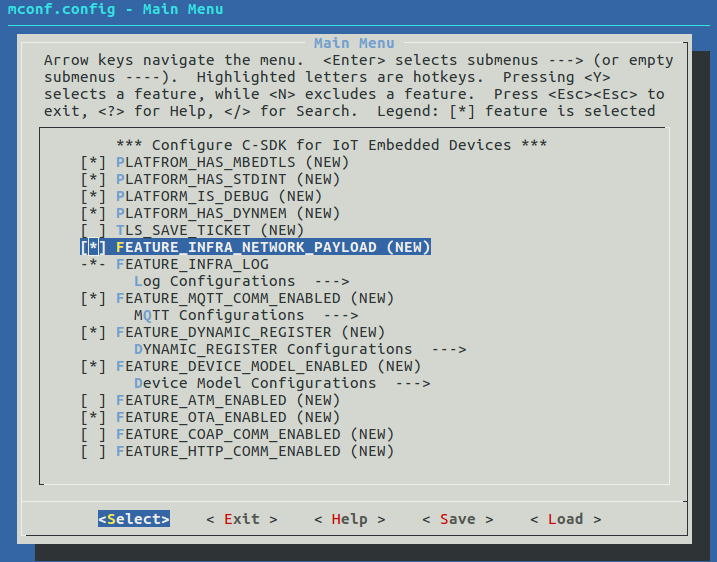 mconf.config - Main Menu
Main Menu
Arrow keys navigate the menu.  <Enter> selects submenus ---> (or empty
submenus ----).  Highlighted letters are hotkeys.  Pressing <Y>
selects a feature, while <N> excludes a feature.  Press <Esc><Esc> to
exit, <?> for Help, </> for Search.  Legend: [*] feature is selected
*** Configure C-SDK for IoT Embedded Devices ***
[*] PLATFROM_HAS_MBEDTLS (NEW)
[*] PLATFORM_HAS_STDINT (NEW)
[*] PLATFORM_IS_DEBUG (NEW)
[*] PLATFORM_HAS_DYNMEM (NEW)
[ ] TLS_SAVE_TICKET (NEW)
[*] FEATURE_INFRA_NETWORK_PAYLOAD (NEW)
-*- FEATURE_INFRA_LOG
Log Configurations  --->
[*] FEATURE_MQTT_COMM_ENABLED (NEW)
MQTT Configurations  --->
[*] FEATURE_DYNAMIC_REGISTER (NEW)
DYNAMIC_REGISTER Configurations  --->
[*] FEATURE_DEVICE_MODEL_ENABLED (NEW)
Device Model Configurations  --->
[ ] FEATURE_ATM_ENABLED (NEW)
[*] FEATURE_OTA_ENABLED (NEW)
[ ] FEATURE_COAP_COMM_ENABLED (NEW)
[ ] FEATURE_HTTP_COMM_ENABLED (NEW)
<Select>    < Exit >    < Help >    < Save >    < Load >